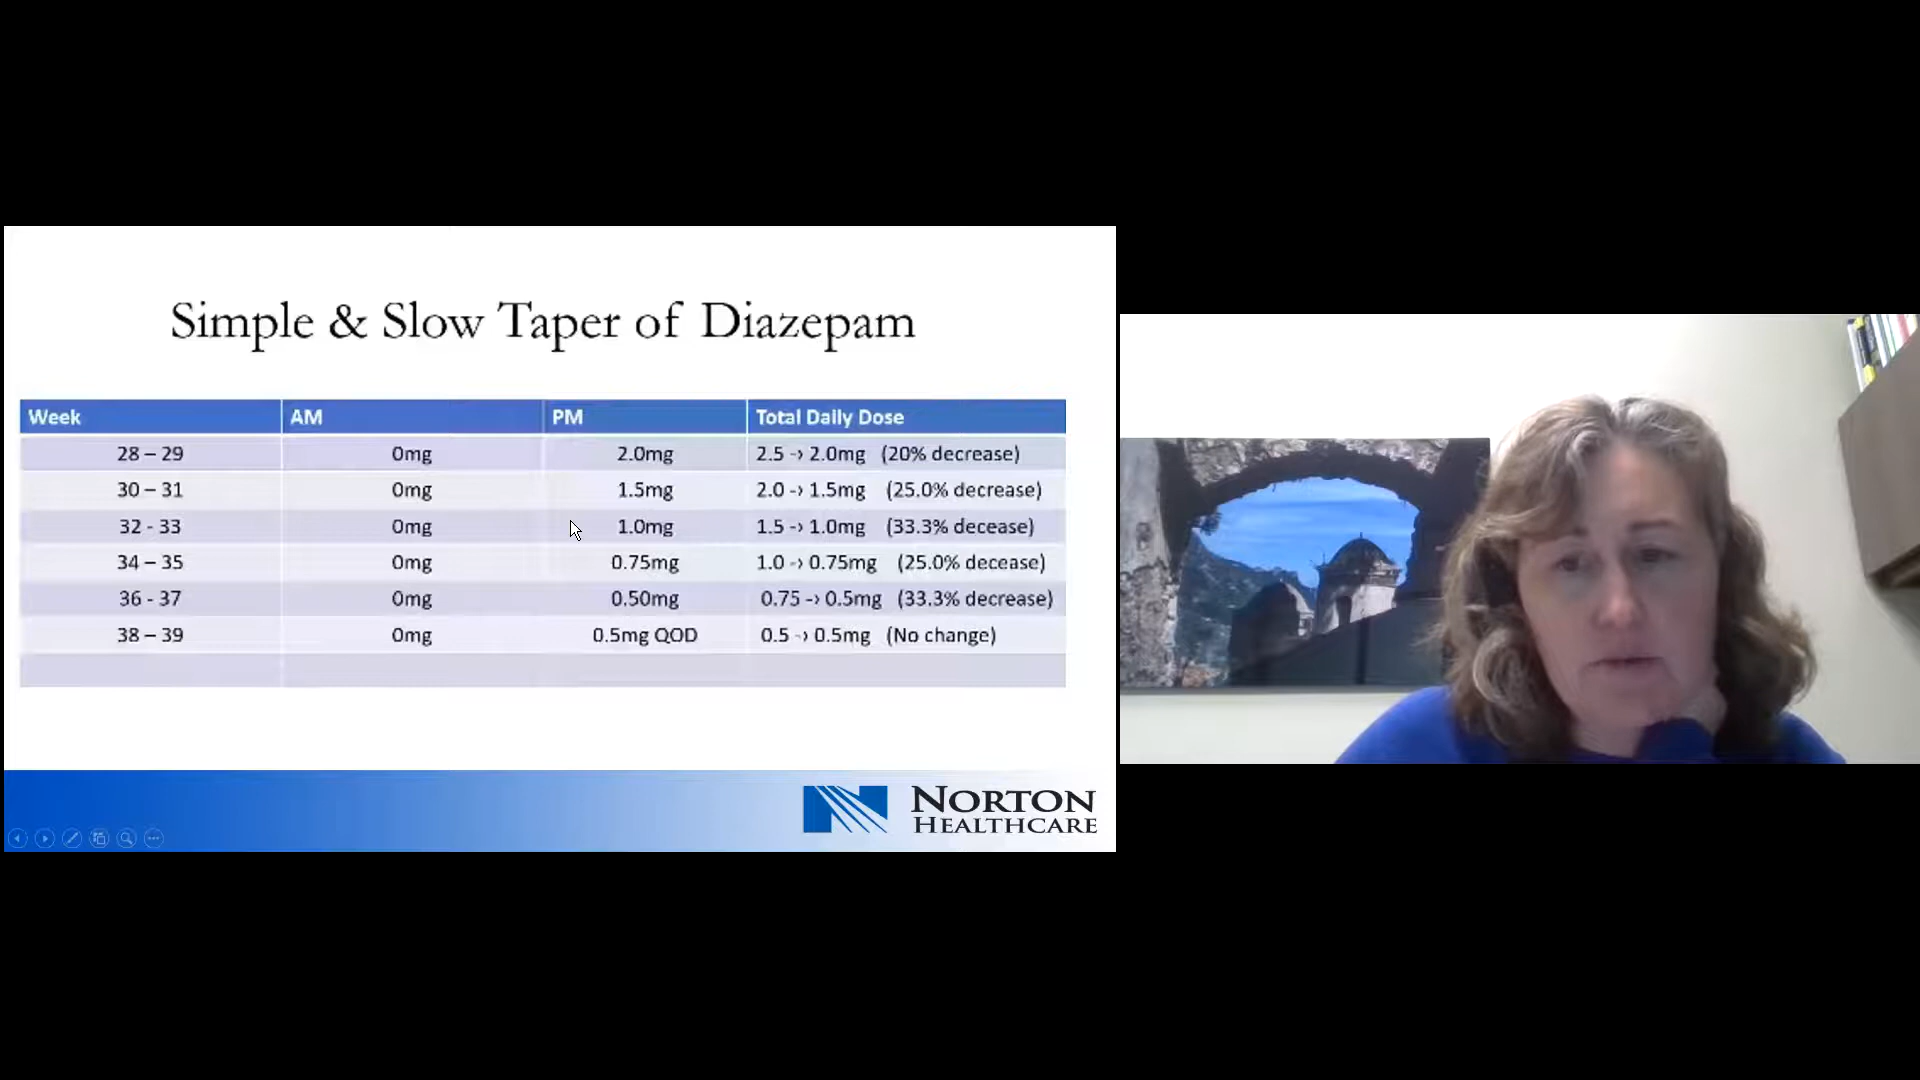 Simple & Slow Taper of Diazepam
Week AM PM Total Daily Dose
28 – 29 0mg 2.0mg 2.5 -› 2.0mg (20% decrease)
30 – 31 0mg 1.5mg 2.0 -› 1.5mg (25.0% decrease)
32 - 33 0mg 1.0mg 1.5 -› 1.0mg (33.3% decease)
34 – 35 0mg 0.75mg 1.0 -› 0.75mg (25.0% decease)
36 - 37 0mg 0.50mg 0.75 -› 0.5mg (33.3% decrease)
38 – 39 0mg 0.5mg QOD 0.5 -› 0.5mg (No change)
NORTON
HEALTHCARE